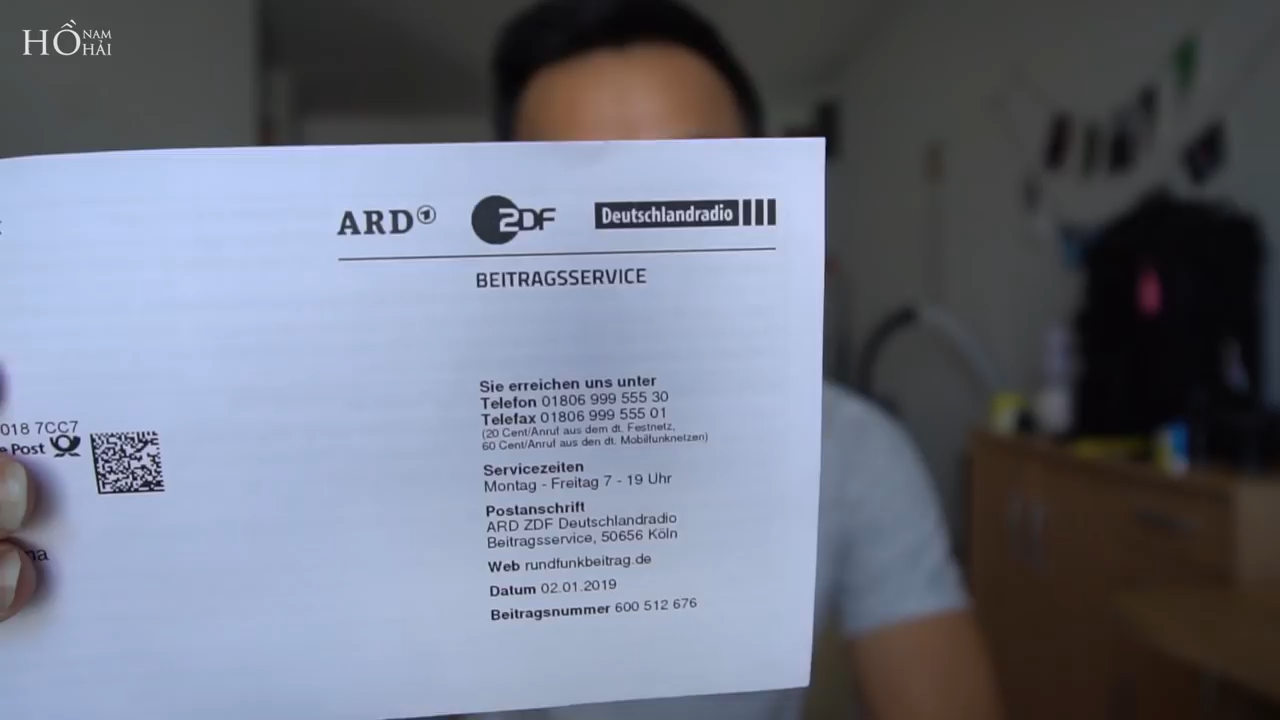 HỒ NAM HẢI
ARD 1
ZDF
Deutschlandradio
BEITRAGSSERVICE
Sie erreichen uns unter
Telefon 01806 999 555 30
Telefax 01806 999 555 01
(20 Cent/Anruf aus dem dt. Festnetz,
60 Cent/Anruf aus den dt. Mobilfunknetzen)
018 7CC7
Post
Servicezeiten
Montag - Freitag 7 - 19 Uhr
Postanschrift
ARD ZDF Deutschlandradio
Beitragsservice, 50656 Köln
Web rundfunkbeitrag.de
Datum 02.01.2019
Beitragsnummer 600 512 676